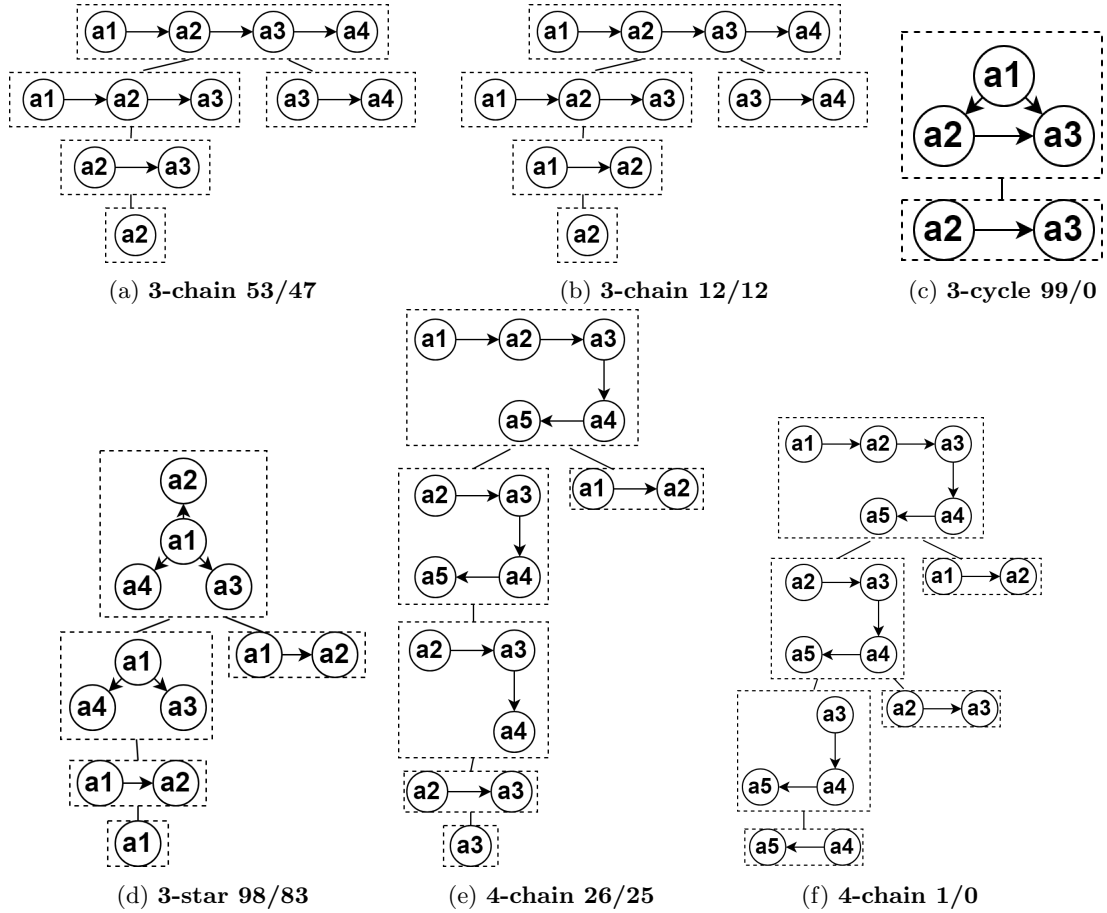 a1 a2 a3 a4
a1 a2 a3
a3 a4
a2 a3
a2
(a) 3-chain 53/47
a1 a2 a3 a4
a1 a2 a3
a3 a4
a1 a2
a2
(b) 3-chain 12/12
a1
a2 a3
a2 a3
(c) 3-cycle 99/0
a2
a1
a4 a3
a1
a4 a3
a1 a2
a1 a2
a1
(d) 3-star 98/83
a1 a2 a3
a5 a4
a2 a3
a5 a4
a1 a2
a2 a3
a4
a2 a3
a3
(e) 4-chain 26/25
a1 a2 a3
a5 a4
a2 a3
a5 a4
a1 a2
a3
a5 a4
a2 a3
a5 a4
(f) 4-chain 1/0